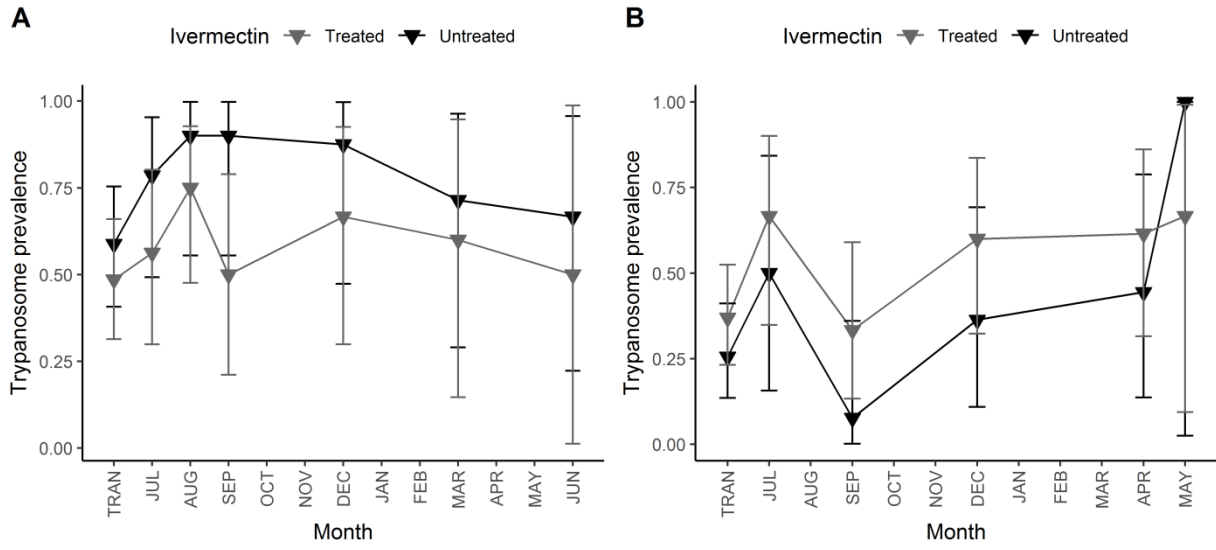 A
Ivermectin Treated Untreated
Trypanosome prevalence
1.00
0.75
0.50
0.25
0.00
TRAN JUL AUG SEP OCT NOV DEC JAN FEB MAR APR MAY JUN
Month
B
Ivermectin Treated Untreated
Trypanosome prevalence
1.00
0.75
0.50
0.25
0.00
TRAN JUL AUG SEP OCT NOV DEC JAN FEB MAR APR MAY
Month